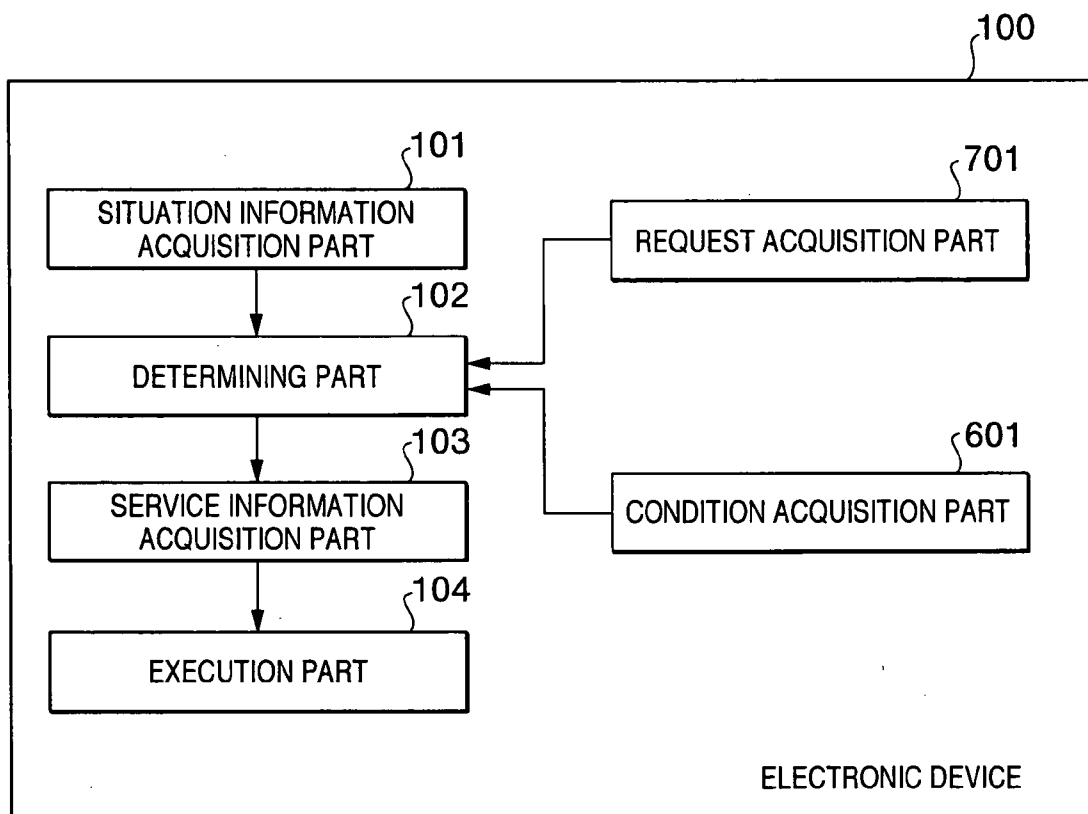 100
101
SITUATION INFORMATION
ACQUISITION PART
102
DETERMINING PART
103
SERVICE INFORMATION
ACQUISITION PART
104
EXECUTION PART
701
REQUEST ACQUISITION PART
601
CONDITION ACQUISITION PART
ELECTRONIC DEVICE